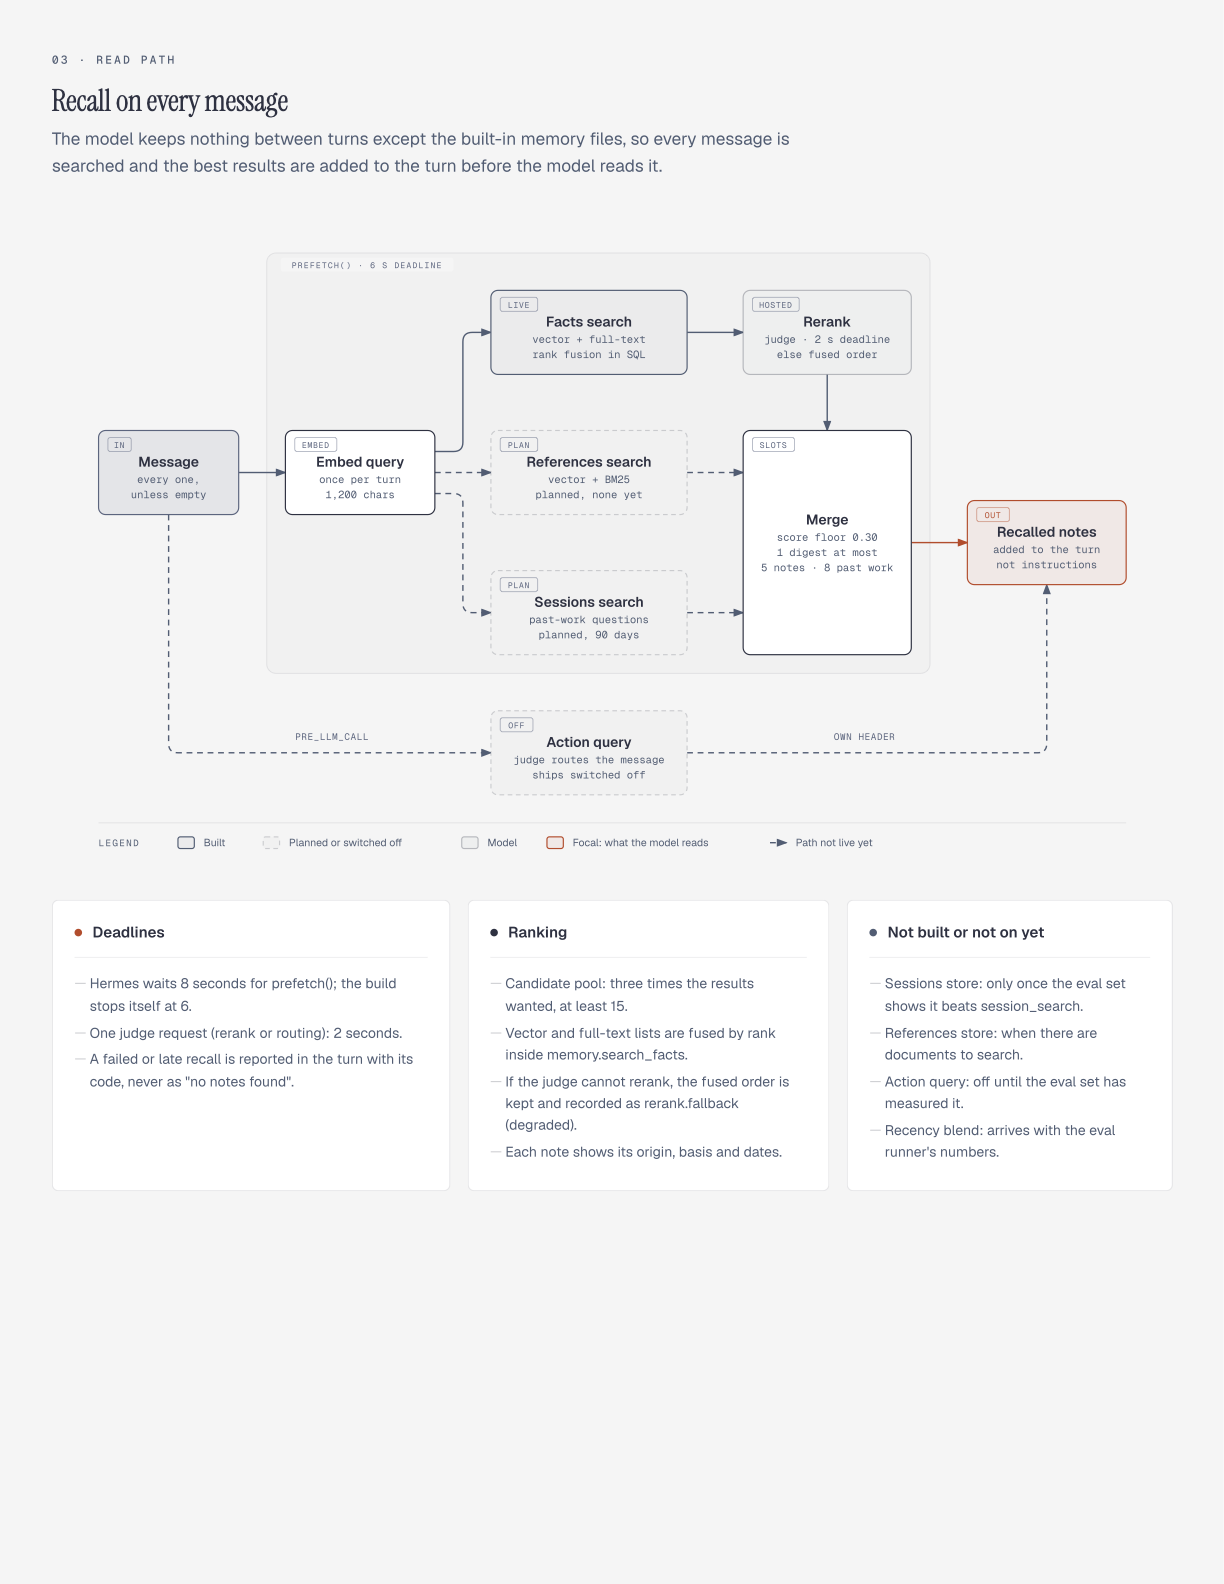 03 · READ PATH
Recall on every message
The model keeps nothing between turns except the built-in memory files, so every message is
searched and the best results are added to the turn before the model reads it.
PREFETCH() · 6 S DEADLINE
LIVE
Facts search
vector + full-text
rank fusion in SQL
HOSTED
Rerank
judge · 2 s deadline
else fused order
IN
Message
every one,
unless empty
EMBED
Embed query
once per turn
1,200 chars
PLAN
References search
vector + BM25
planned, none yet
SLOTS
Merge
score floor 0.30
1 digest at most
5 notes · 8 past work
OUT
Recalled notes
added to the turn
not instructions
PLAN
Sessions search
past-work questions
planned, 90 days
PRE_LLM_CALL
OFF
Action query
judge routes the message
ships switched off
OWN HEADER
LEGEND
Built
Planned or switched off
Model
Focal: what the model reads
Path not live yet
Deadlines
— Hermes waits 8 seconds for prefetch(); the build
stops itself at 6.
— One judge request (rerank or routing): 2 seconds.
— A failed or late recall is reported in the turn with its
code, never as "no notes found".
Ranking
— Candidate pool: three times the results
wanted, at least 15.
— Vector and full-text lists are fused by rank
inside memory.search_facts.
— If the judge cannot rerank, the fused order is
kept and recorded as rerank.fallback
(degraded).
— Each note shows its origin, basis and dates.
Not built or not on yet
— Sessions store: only once the eval set
shows it beats session_search.
— References store: when there are
documents to search.
— Action query: off until the eval set has
measured it.
— Recency blend: arrives with the eval
runner's numbers.